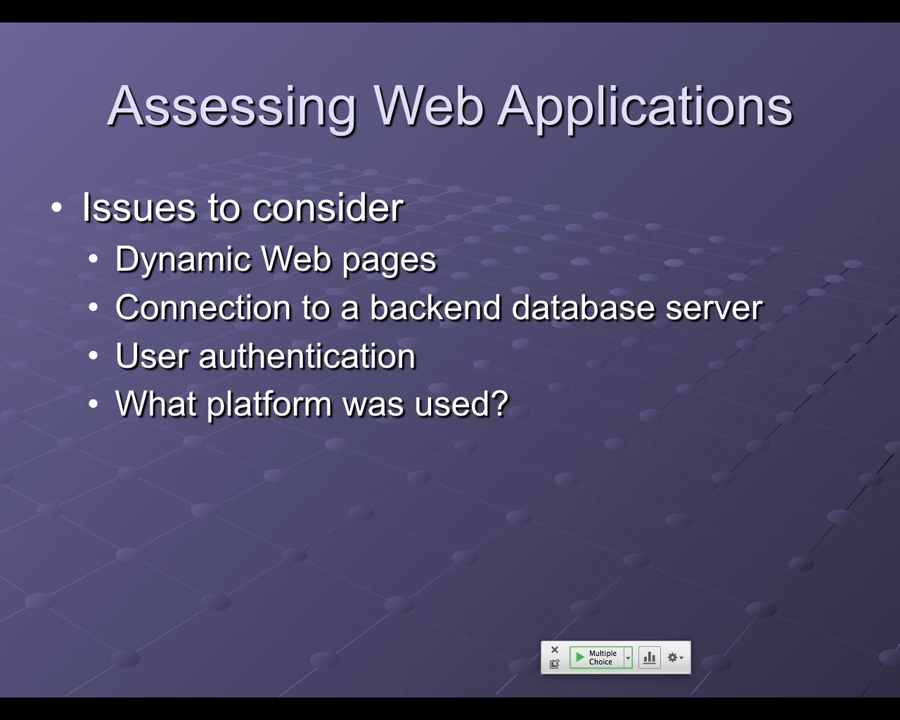 Assessing Web Applications
• Issues to consider
• Dynamic Web pages
• Connection to a backend database server
• User authentication
• What platform was used?
Multiple
Choice